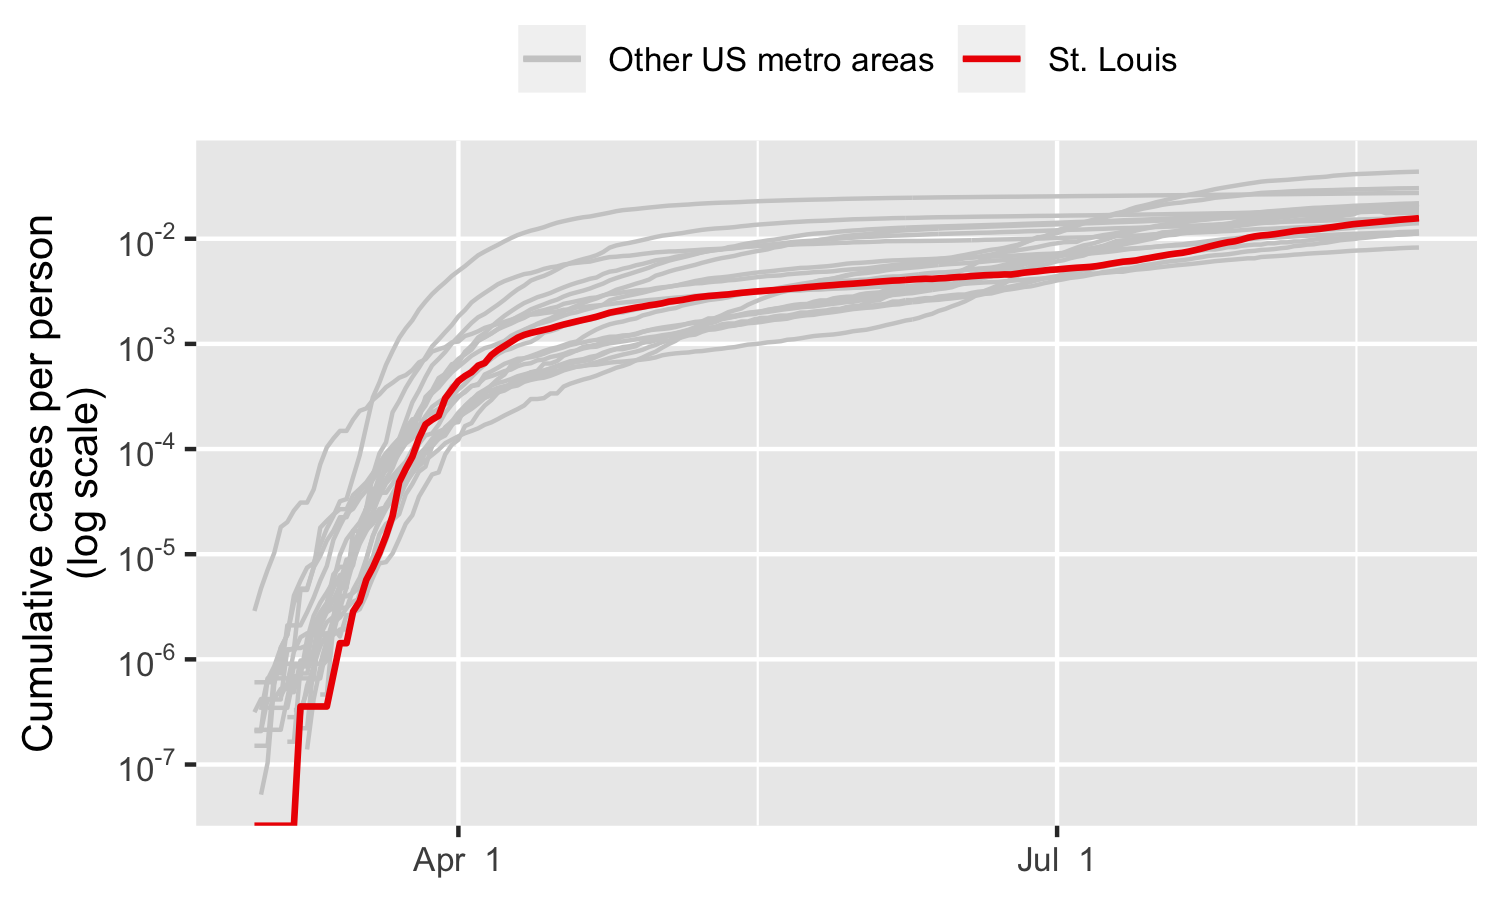 Other US metro areas St. Louis
Cumulative cases per person
(log scale)
10⁻²
10⁻³
10⁻⁴
10⁻⁵
10⁻⁶
10⁻⁷
Apr 1 Jul 1